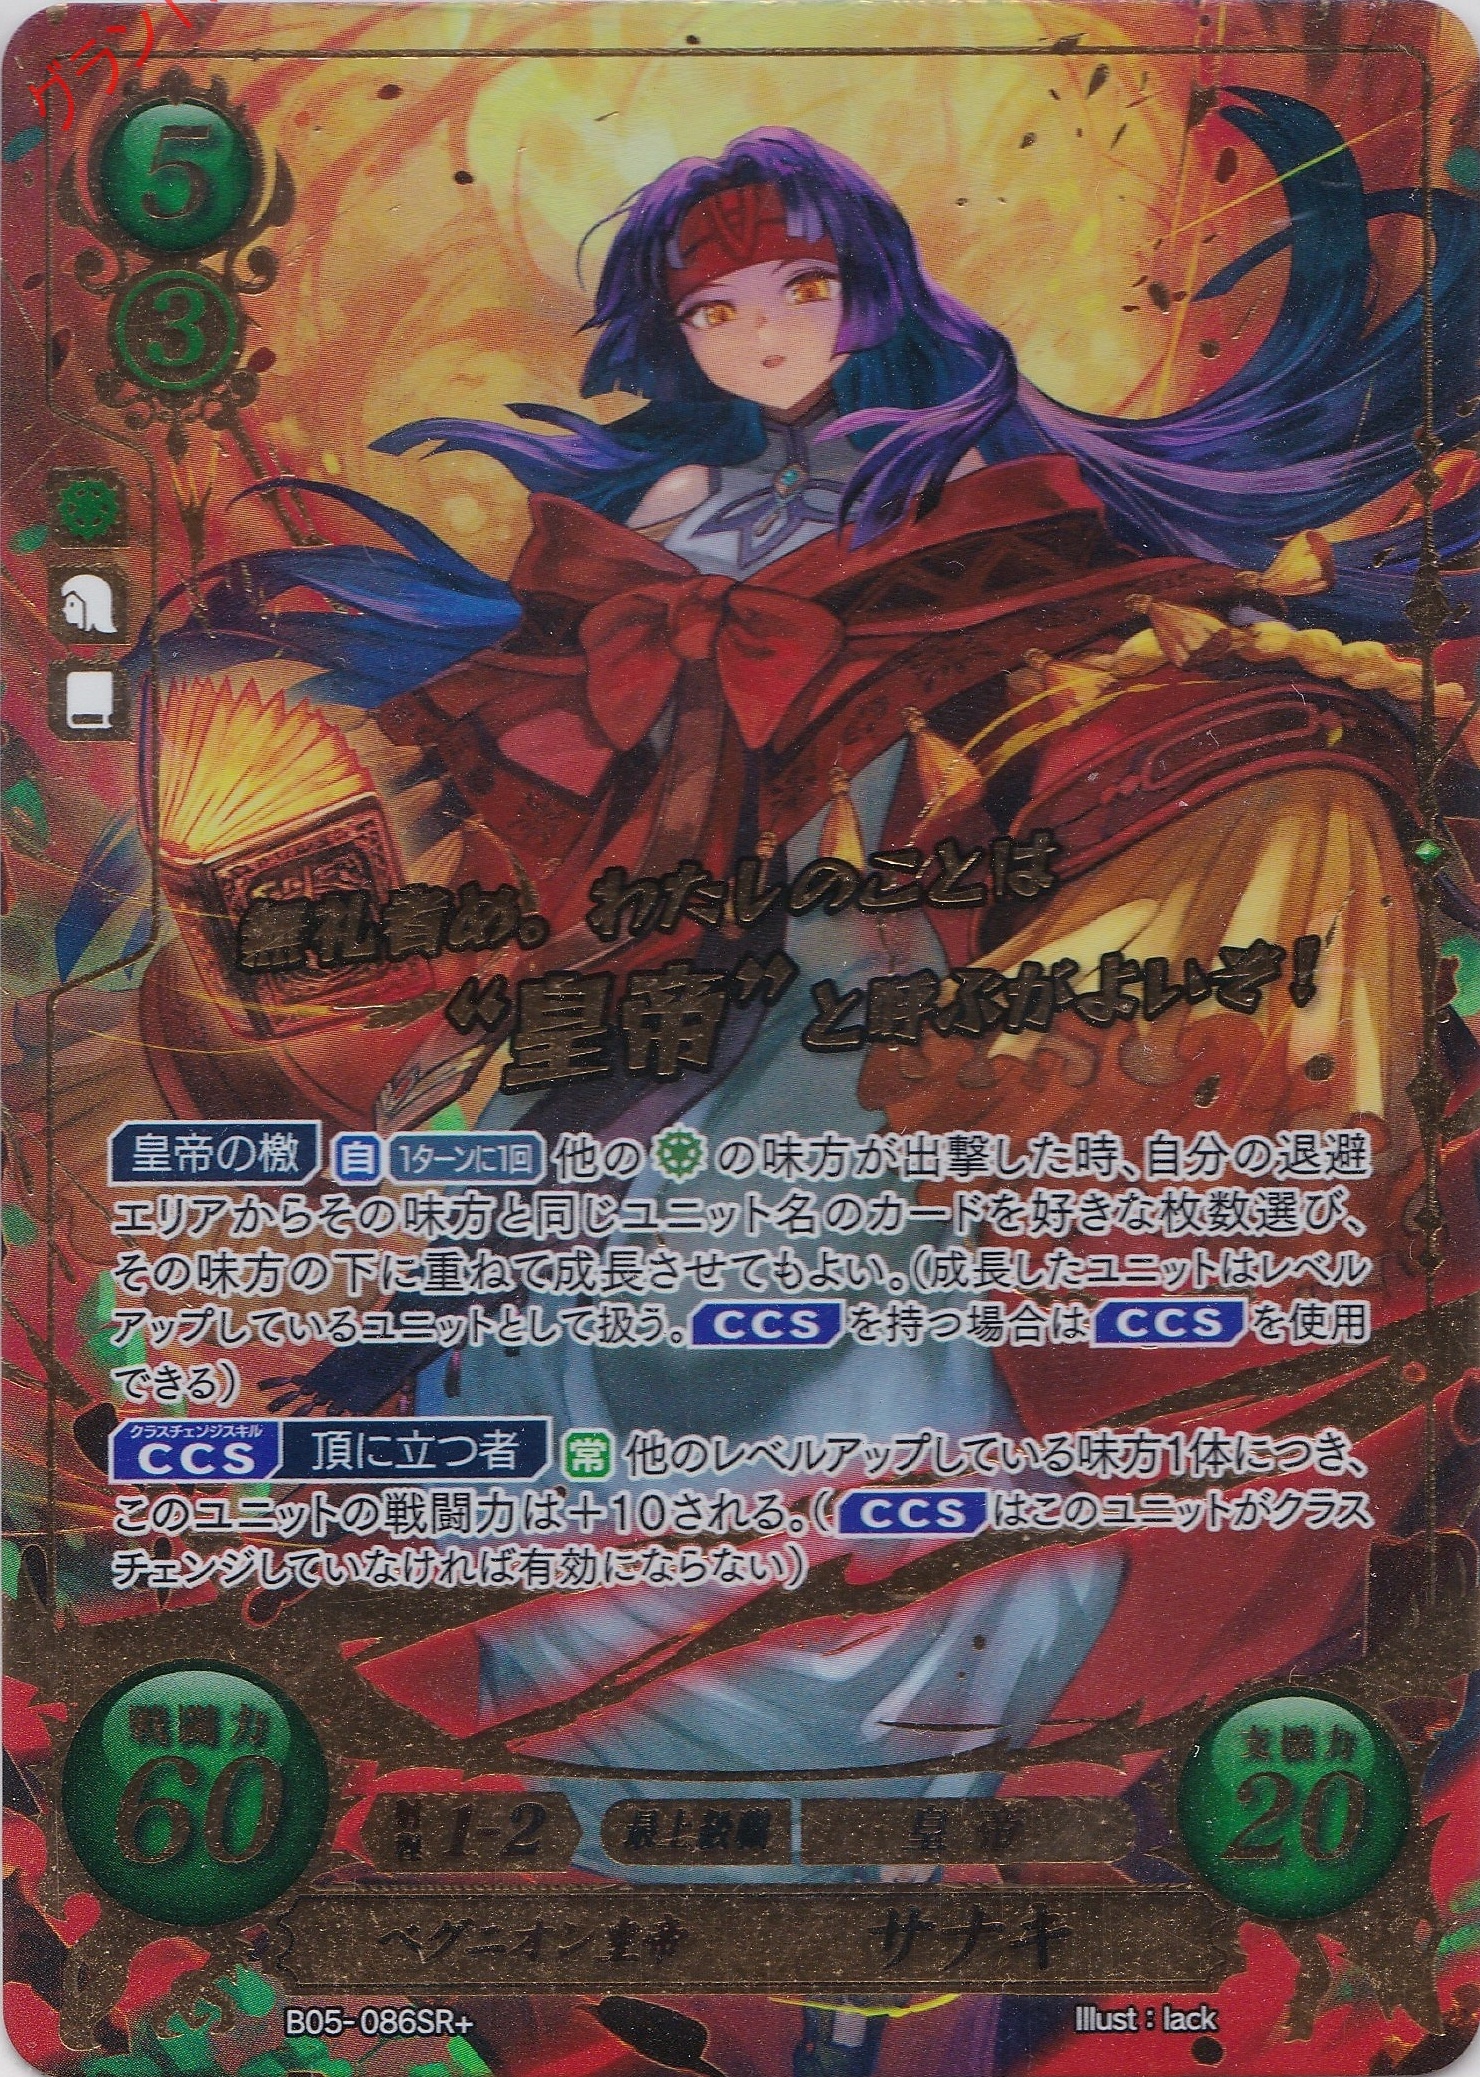 グラン
5
3
無礼者め。わたしのことは
“皇帝”と呼ぶがよいぞ！
皇帝の檄 自 1ターンに1回 他の の味方が出撃した時、自分の退避
エリアからその味方と同じユニット名のカードを好きな枚数選び、
その味方の下に重ねて成長させてもよい。（成長したユニットはレベル
アップしているユニットとして扱う。CCSを持つ場合はCCSを使用
できる）
クラスチェンジスキル
CCS 頂に立つ者 常 他のレベルアップしている味方1体につき、
このユニットの戦闘力は＋10される。（CCSはこのユニットがクラス
チェンジしていなければ有効にならない）
戦闘力
60
射程 1-2 最上級職 皇帝
支援力
20
ベグニオン皇帝 サナキ
B05-086SR+ Illust：lack